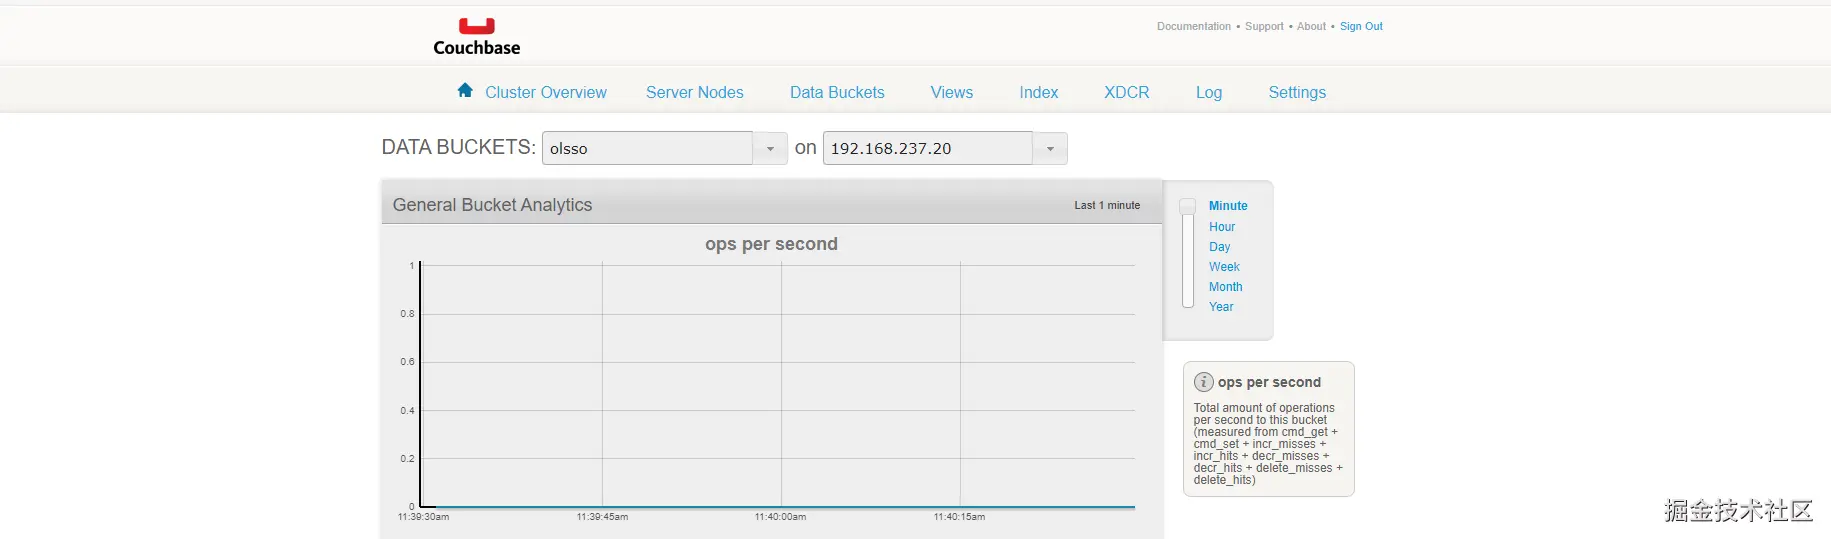 Couchbase
Documentation • Support • About • Sign Out
Cluster Overview Server Nodes Data Buckets Views Index XDCR Log Settings
DATA BUCKETS: olsso on 192.168.237.20
General Bucket Analytics Last 1 minute
ops per second
1
0.8
0.6
0.4
0.2
0
11:39:30am 11:39:45am 11:40:00am 11:40:15am
Minute
Hour
Day
Week
Month
Year
i ops per second
Total amount of operations
per second to this bucket
(measured from cmd_get +
cmd_set + incr_misses +
incr_hits + decr_misses +
decr_hits + delete_misses +
delete_hits)
掘金技术社区